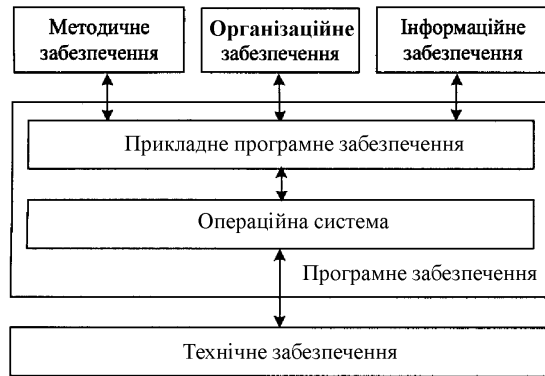 Методичне
забезпечення
Організаційне
забезпечення
Інформаційне
забезпечення
Прикладне програмне забезпечення
Операційна система
Програмне забезпечення
Технічне забезпечення